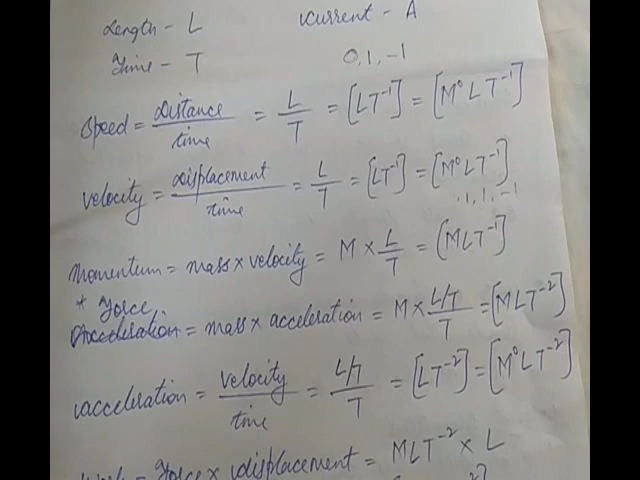 Length - L
Current - A
Time - T
0, 1, -1
Speed = Distance/time = L/T = [LT⁻¹] = [M⁰LT⁻¹]
velocity = Displacement/time = L/T = [LT⁻¹] = [M⁰LT⁻¹]
1, 1, -1
Momentum = mass x velocity = M x L/T = [MLT⁻¹]
* Force
Acceleration = mass x acceleration = M x L/T/T = [MLT⁻²]
acceleration = velocity/time = L/T/T = [LT⁻²] = [M⁰LT⁻²]
= Force x displacement = MLT⁻² x L